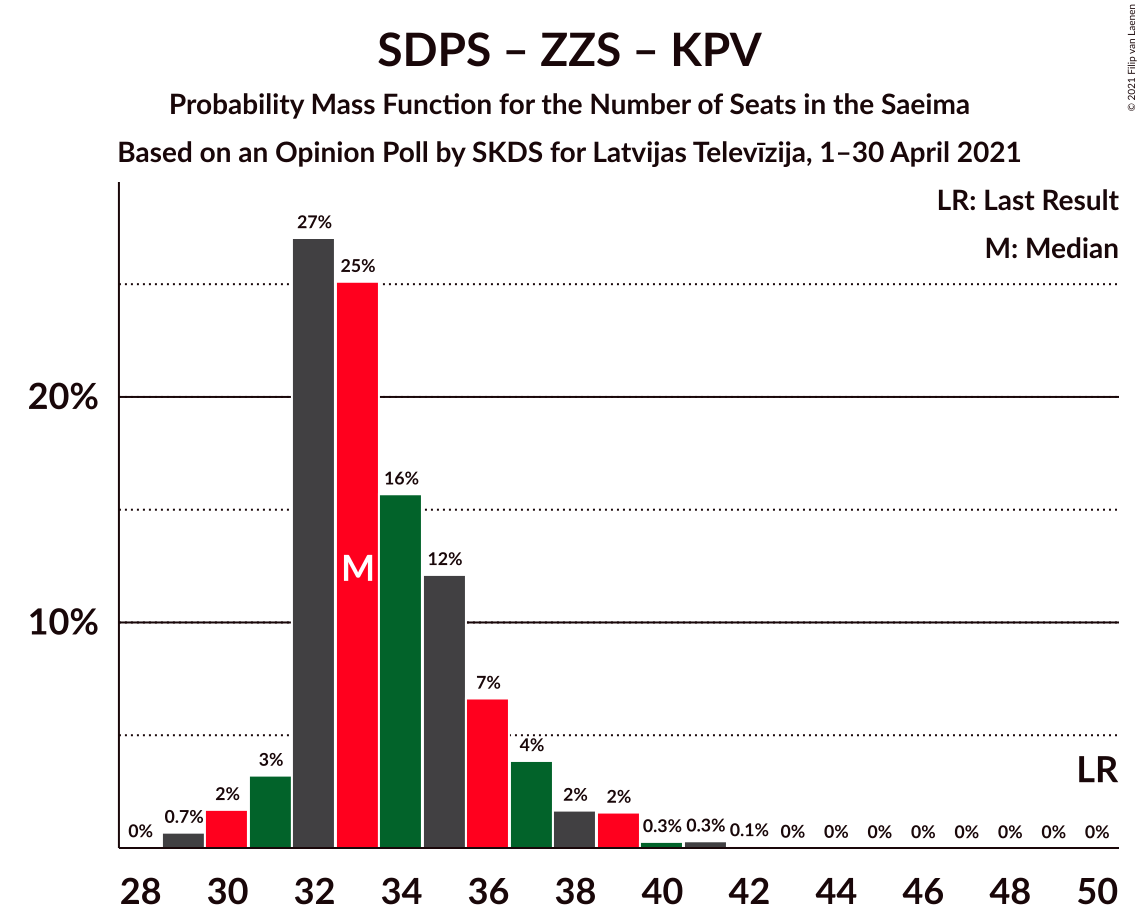 SDPS – ZZS – KPV
Probability Mass Function for the Number of Seats in the Saeima
Based on an Opinion Poll by SKDS for Latvijas Televīzija, 1–30 April 2021
© 2021 Filip van Laenen
LR: Last Result
M: Median
20%
10%
0% 0.7% 2% 3% 27% 25% 16% 12% 7% 4% 2% 2% 0.3% 0.3% 0.1% 0% 0% 0% 0% 0% 0% 0% 0%
M
LR
28 30 32 34 36 38 40 42 44 46 48 50